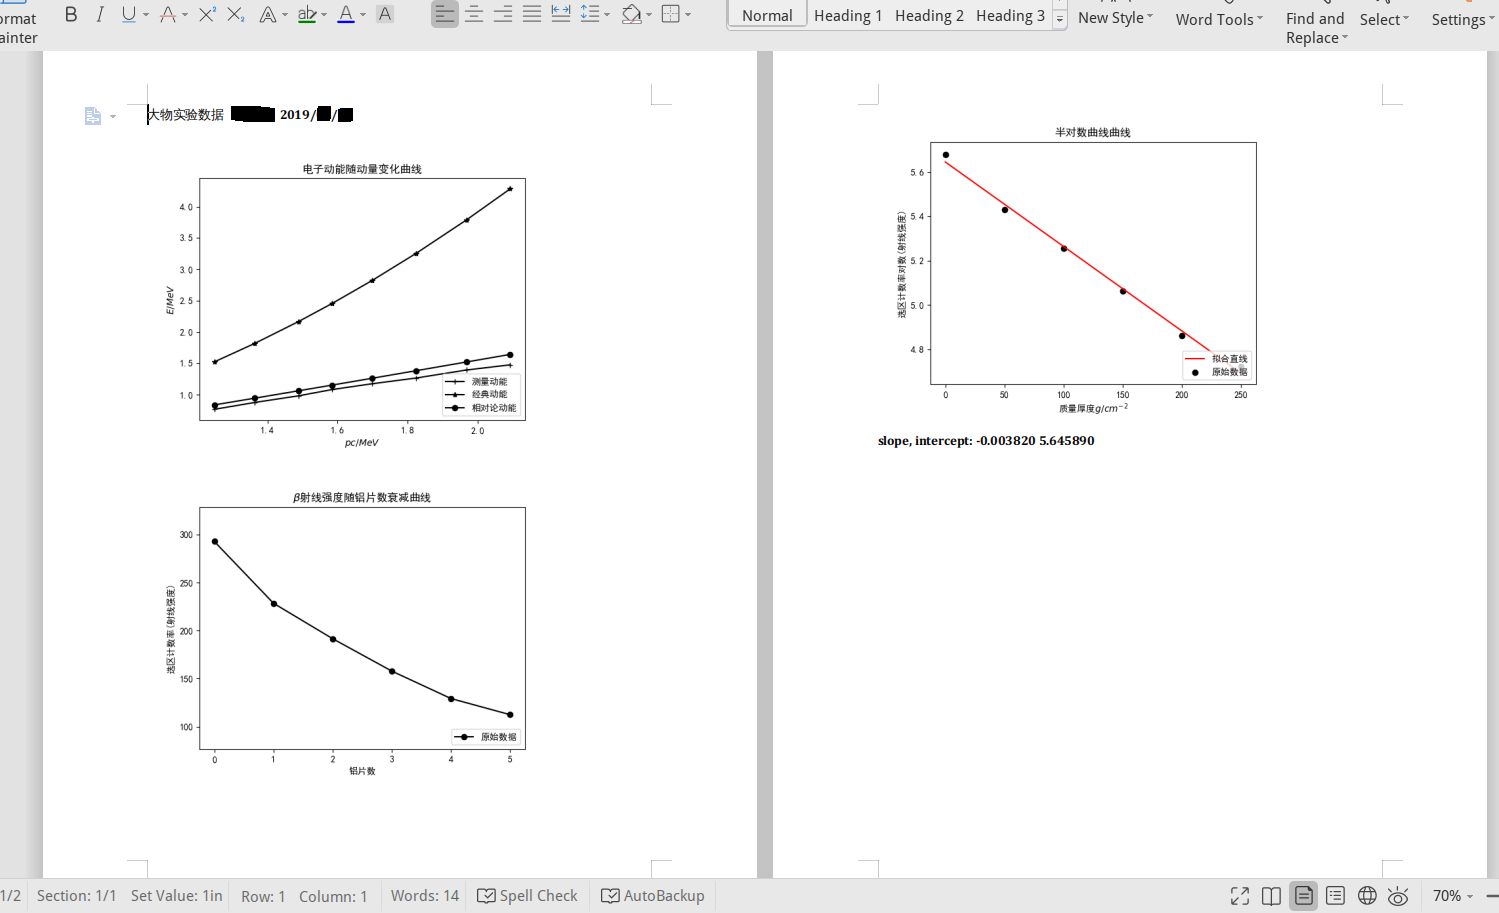 ormat
ainter
B I U A X² X₂ A ab A A
Normal Heading 1 Heading 2 Heading 3
New Style Word Tools Find and Replace Select Settings
大物实验数据 2019/ /
电子动能随动量变化曲线
4.0
3.5
3.0
2.5
2.0
1.5
1.0
E/MeV
测量动能
经典动能
相对论动能
1.4 1.6 1.8 2.0
pc/MeV
β射线强度随铝片数衰减曲线
300
250
200
150
100
选区计数率(射线强度)
原始数据
0 1 2 3 4 5
铝片数
半对数曲线曲线
5.6
5.4
5.2
5.0
4.8
选区计数率对数(射线强度)
拟合直线
原始数据
0 50 100 150 200 250
质量厚度g/cm⁻²
slope, intercept: -0.003820 5.645890
1/2 Section: 1/1 Set Value: 1in Row: 1 Column: 1 Words: 14 Spell Check AutoBackup 70%